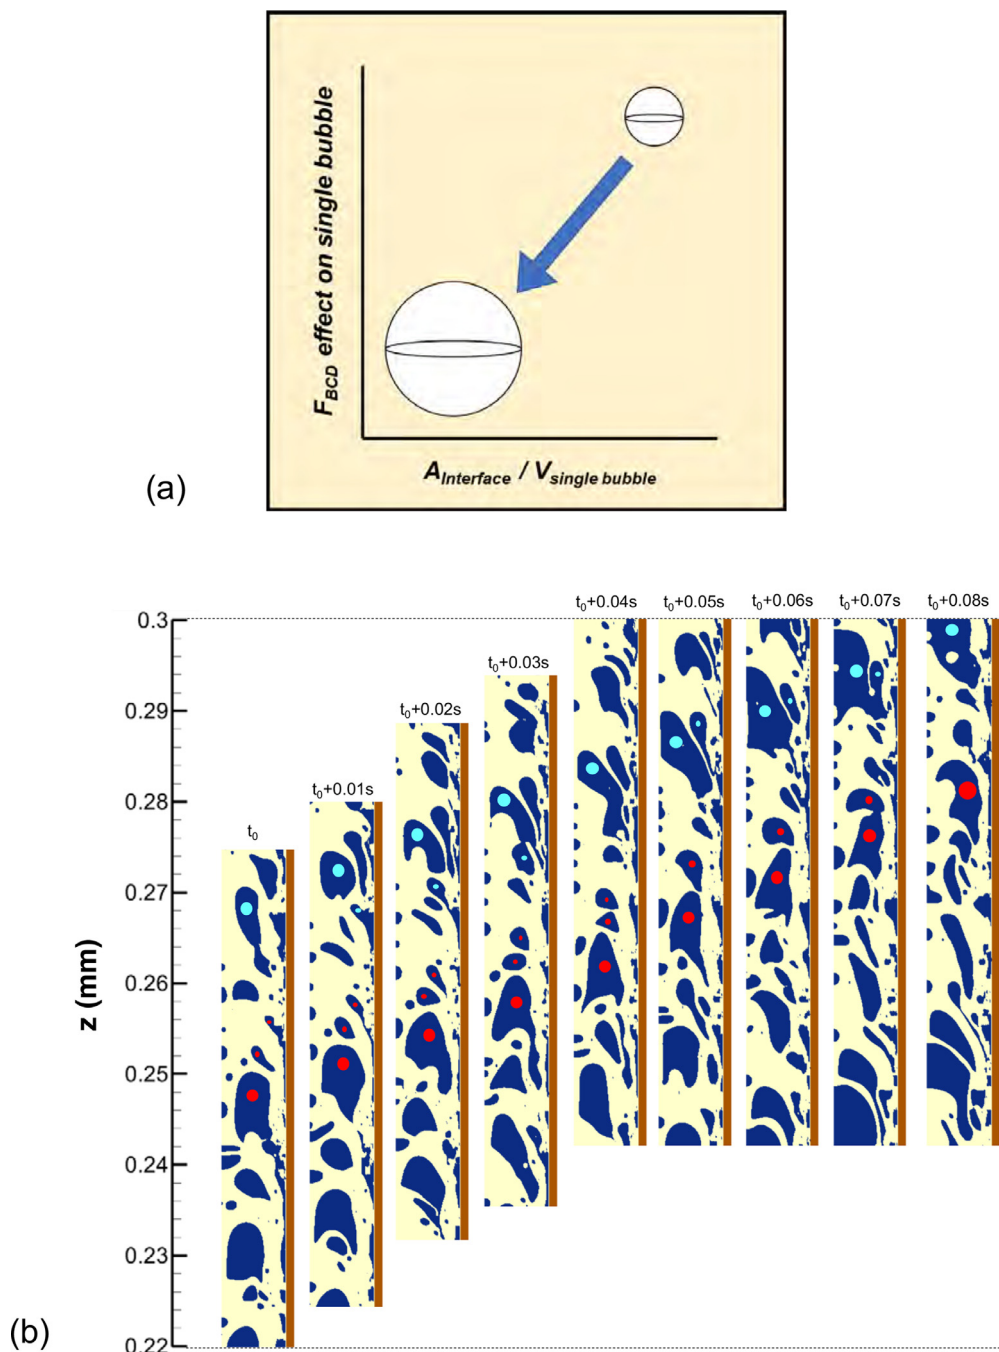 F_BCD effect on single bubble
A_Interface / V_single bubble
(a)
t₀+0.04s t₀+0.05s t₀+0.06s t₀+0.07s t₀+0.08s
0.3
t₀+0.03s
0.29
t₀+0.02s
t₀+0.01s
0.28
t₀
0.27
z (mm)
0.26
0.25
0.24
0.23
(b)
0.22